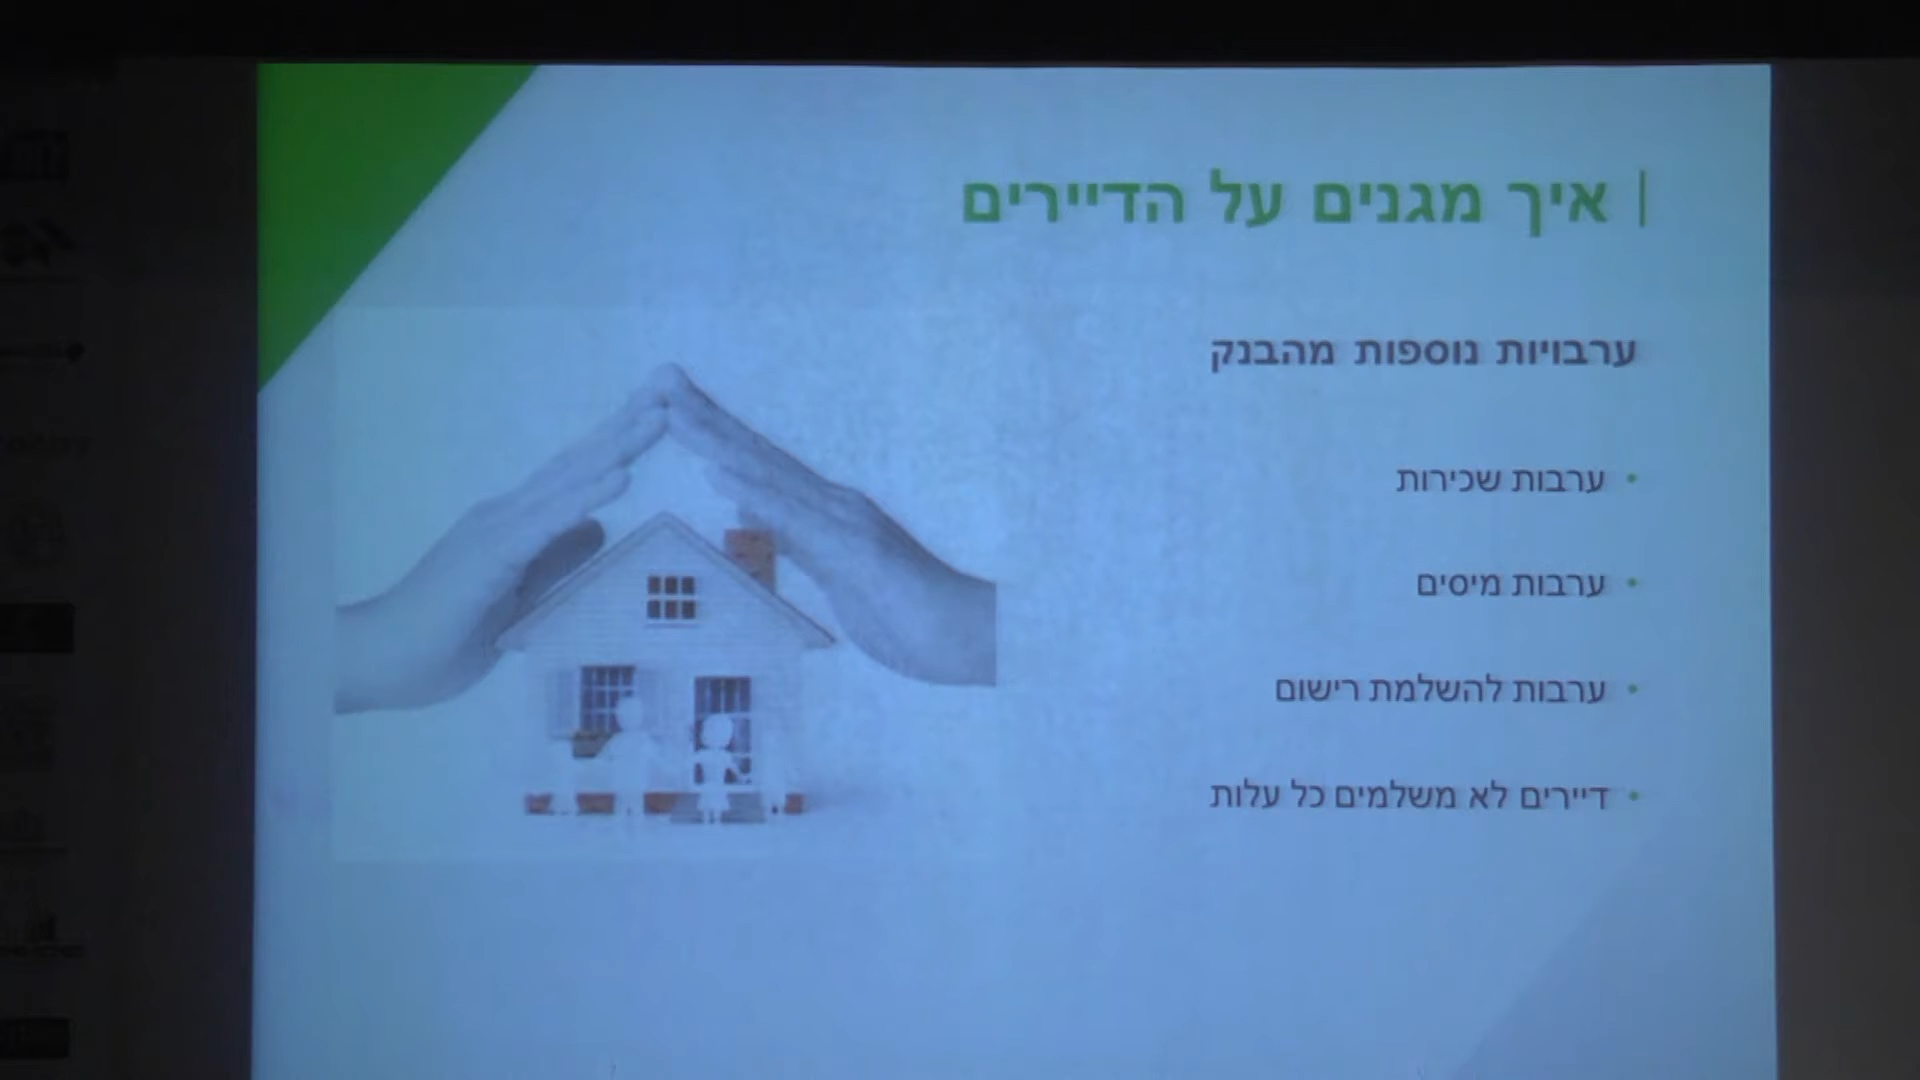 איך מגנים על הדיירים
ערבויות נוספות מהבנק
ערבות שכירות
ערבות מיסים
ערבות להשלמת רישום
דיירים לא משלמים כל עלות